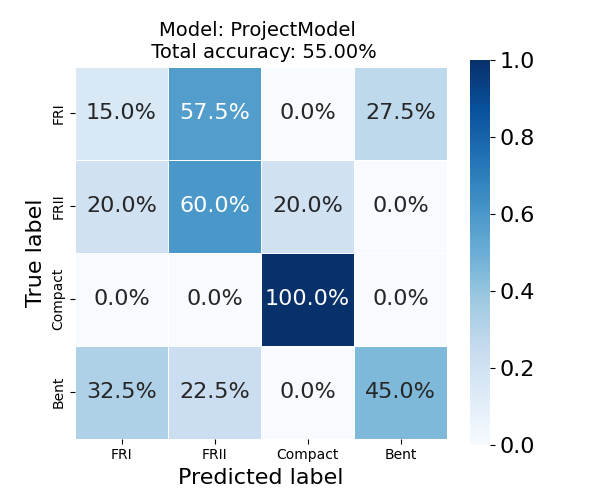 Model: ProjectModel
Total accuracy: 55.00%
True label
FRI
15.0% 57.5% 0.0% 27.5%
FRII
20.0% 60.0% 20.0% 0.0%
Compact
0.0% 0.0% 100.0% 0.0%
Bent
32.5% 22.5% 0.0% 45.0%
FRI FRII Compact Bent
Predicted label
1.0
0.8
0.6
0.4
0.2
0.0